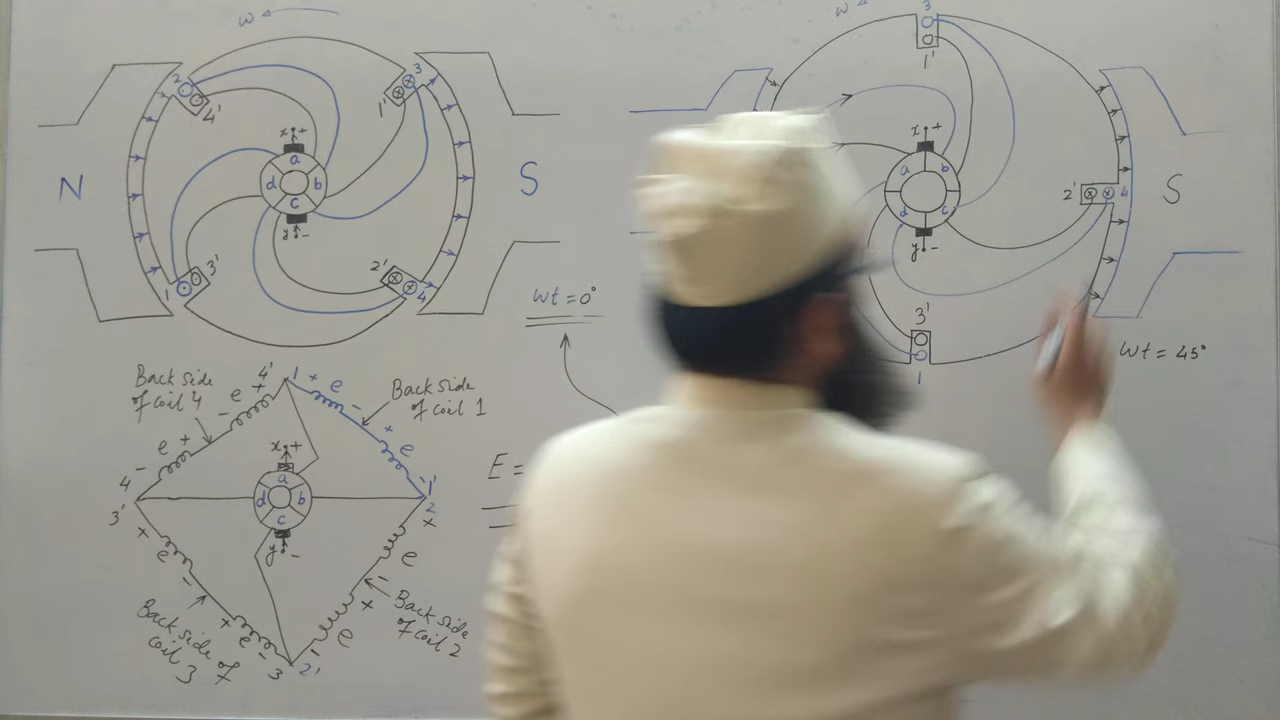 ω
3
2
4'
1'
x +
a
d b
c
y -
N
S
3'
1
2'
4
ωt = 0°
Back side
of coil 4
4' 1 + e -
Back side
of coil 1
- e +
+ e -
- e +
x +
a
d b
c
y -
4
3'
1'
2
+ e -
+ e -
+
e
-
+
e
-
Back side of
coil 3
Back side
of coil 2
3 2'
E =
ω
3
1'
x +
a b
d c
y -
2' 4
S
3'
1
ωt = 45°